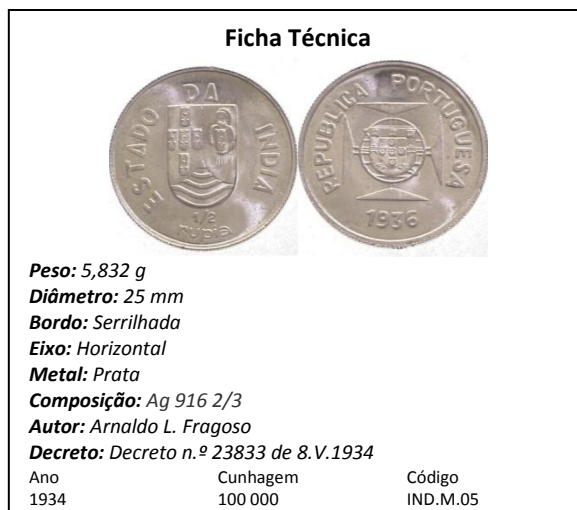 Ficha Técnica
ESTADO DA INDIA
1/2
rupia
REPUBLICA PORTUGUESA
1936
Peso: 5,832 g
Diâmetro: 25 mm
Bordo: Serrilhada
Eixo: Horizontal
Metal: Prata
Composição: Ag 916 2/3
Autor: Arnaldo L. Fragoso
Decreto: Decreto n.º 23833 de 8.V.1934
Ano Cunhagem Código
1934 100 000 IND.M.05